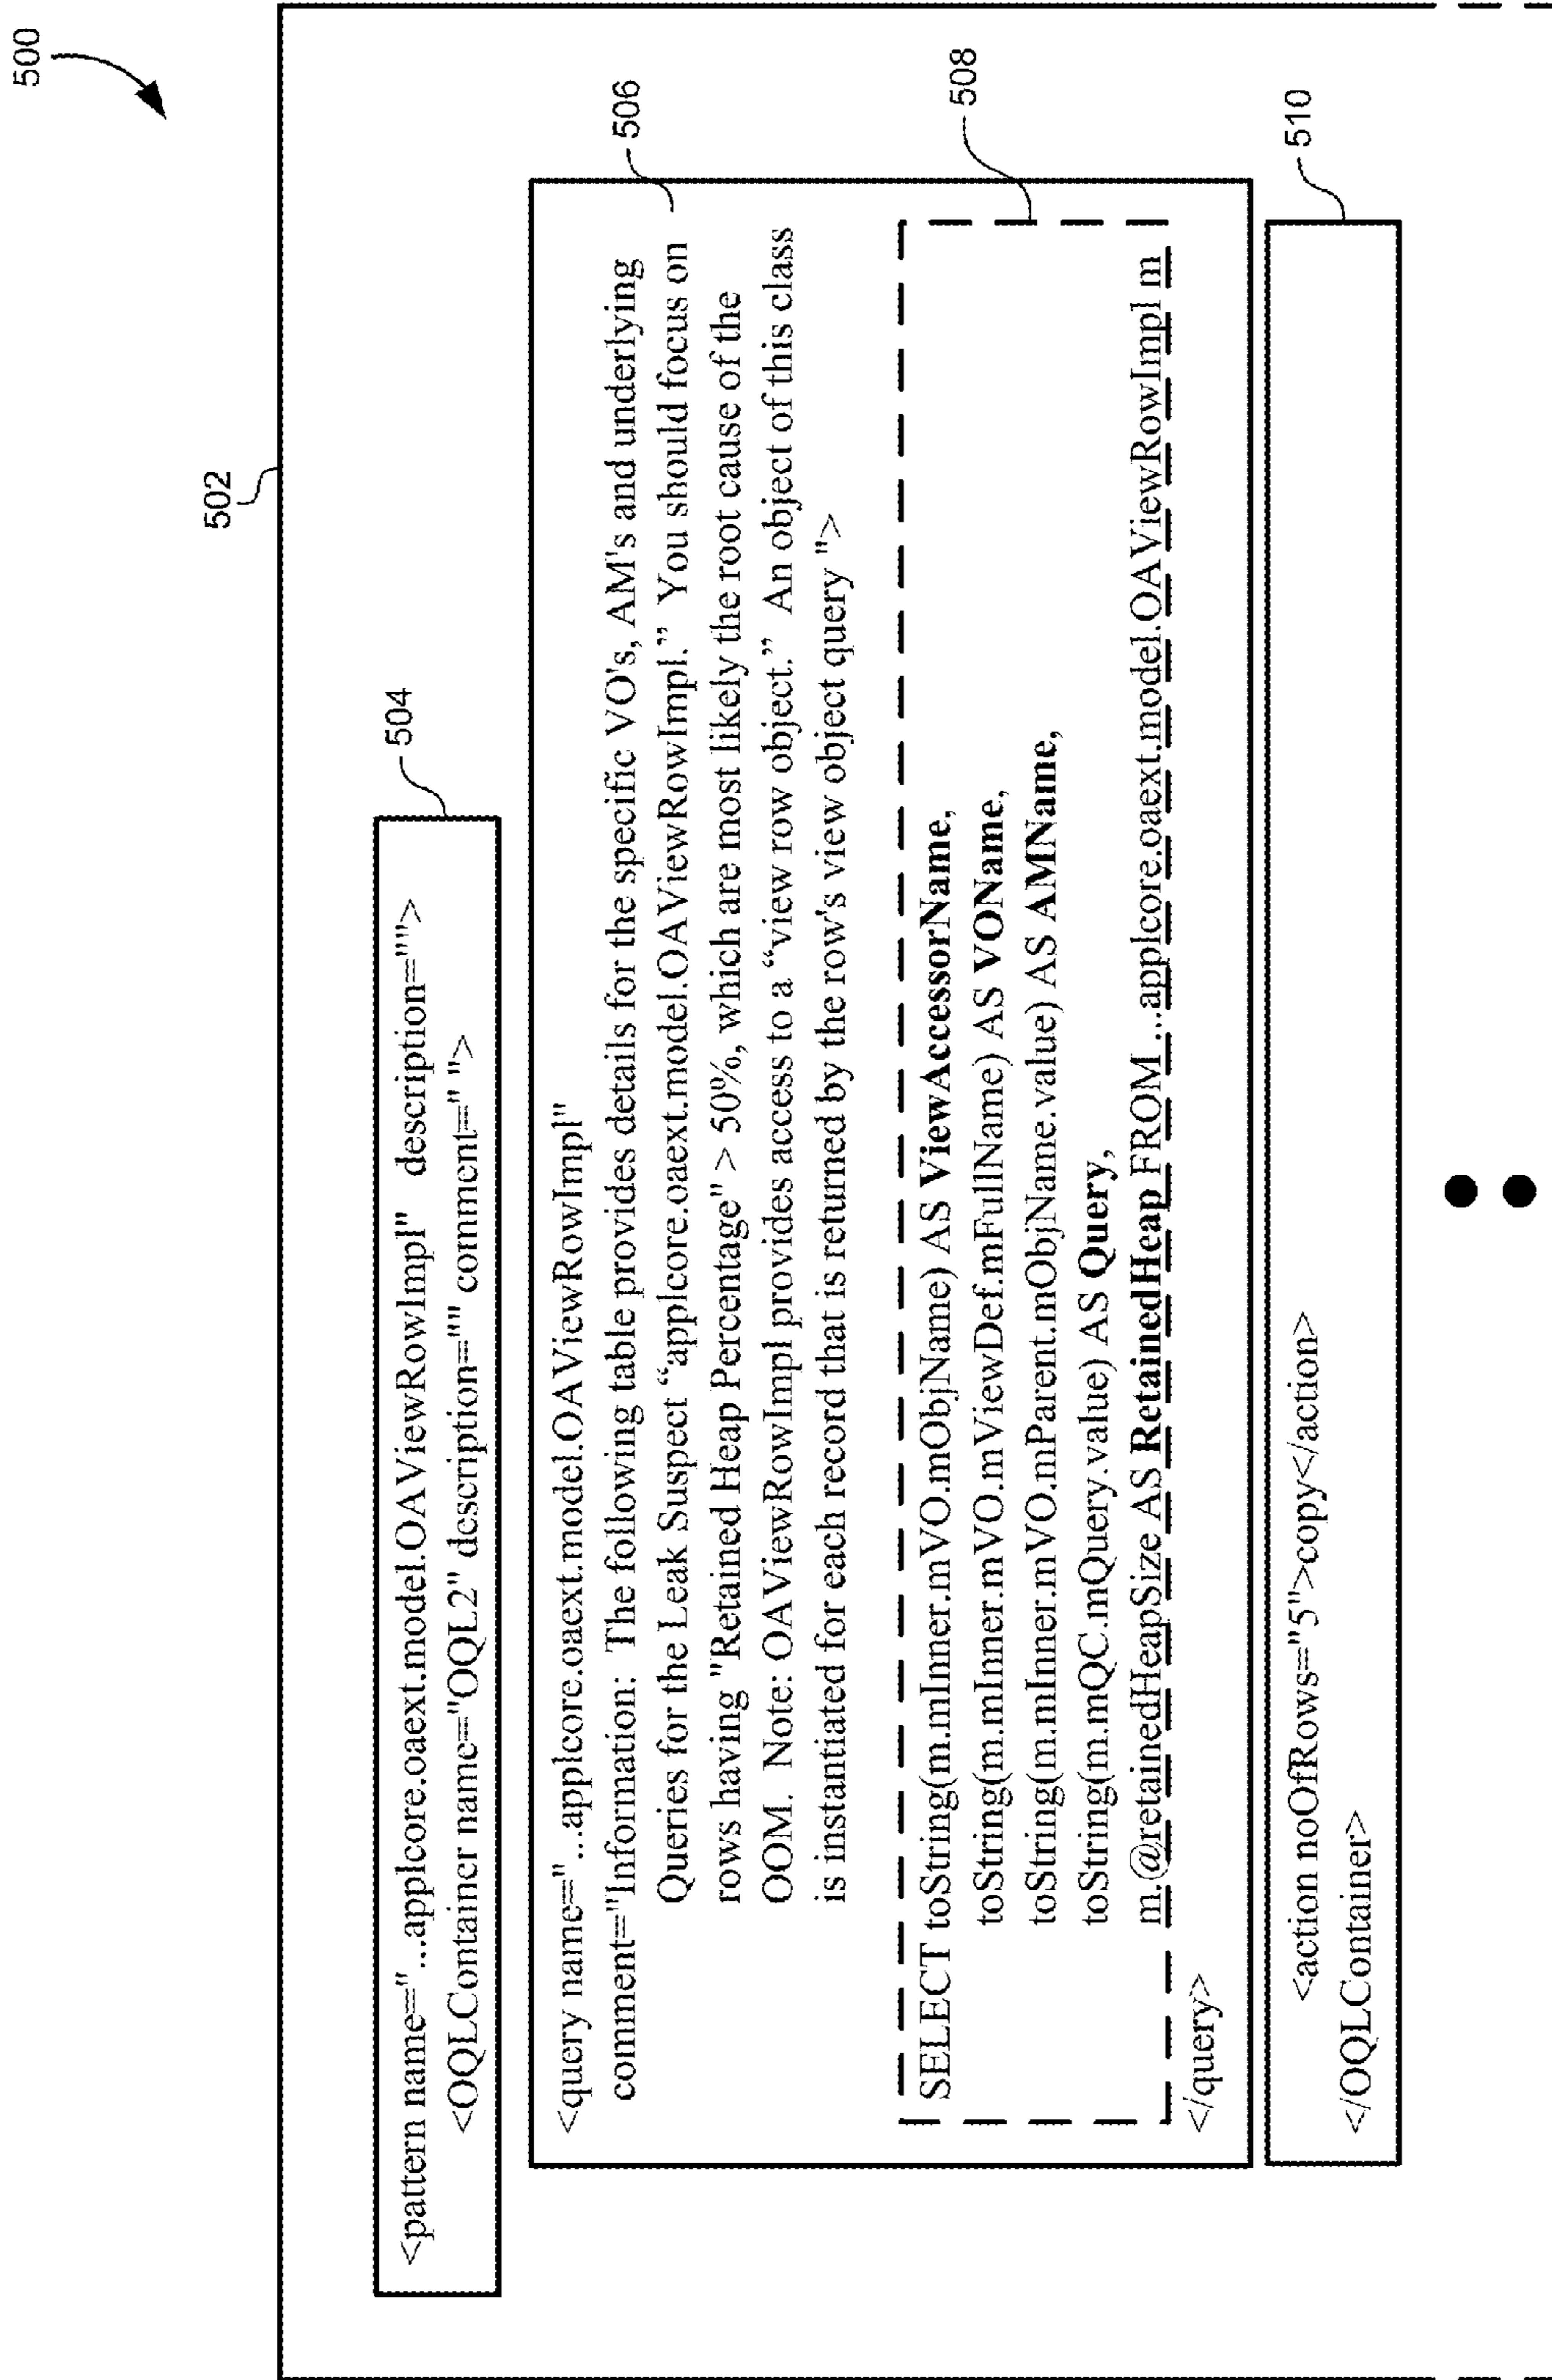 500
502
504
<pattern name="...applcore.oaext.model.OAViewRowImpl" description="">
<OQLContainer name="OQL2" description="" comment=" ">
506
<query name="...applcore.oaext.model.OAViewRowImpl"
comment="Information: The following table provides details for the specific VO's, AM's and underlying
Queries for the Leak Suspect “applcore.oaext.model.OAViewRowImpl.” You should focus on
rows having "Retained Heap Percentage" > 50%, which are most likely the root cause of the
OOM. Note: OAViewRowImpl provides access to a “view row object.” An object of this class
is instantiated for each record that is returned by the row's view object query ">
508
SELECT toString(m.mInner.mVO.mObjName) AS ViewAccessorName,
toString(m.mInner.mVO.mViewDef.mFullName) AS VOName,
toString(m.mInner.mVO.mParent.mObjName.value) AS AMName,
toString(m.mQC.mQuery.value) AS Query,
m.@retainedHeapSize AS RetainedHeap FROM ...applcore.oaext.model.OAViewRowImpl m
</query>
510
<action noOfRows="5">copy</action>
</OQLContainer>